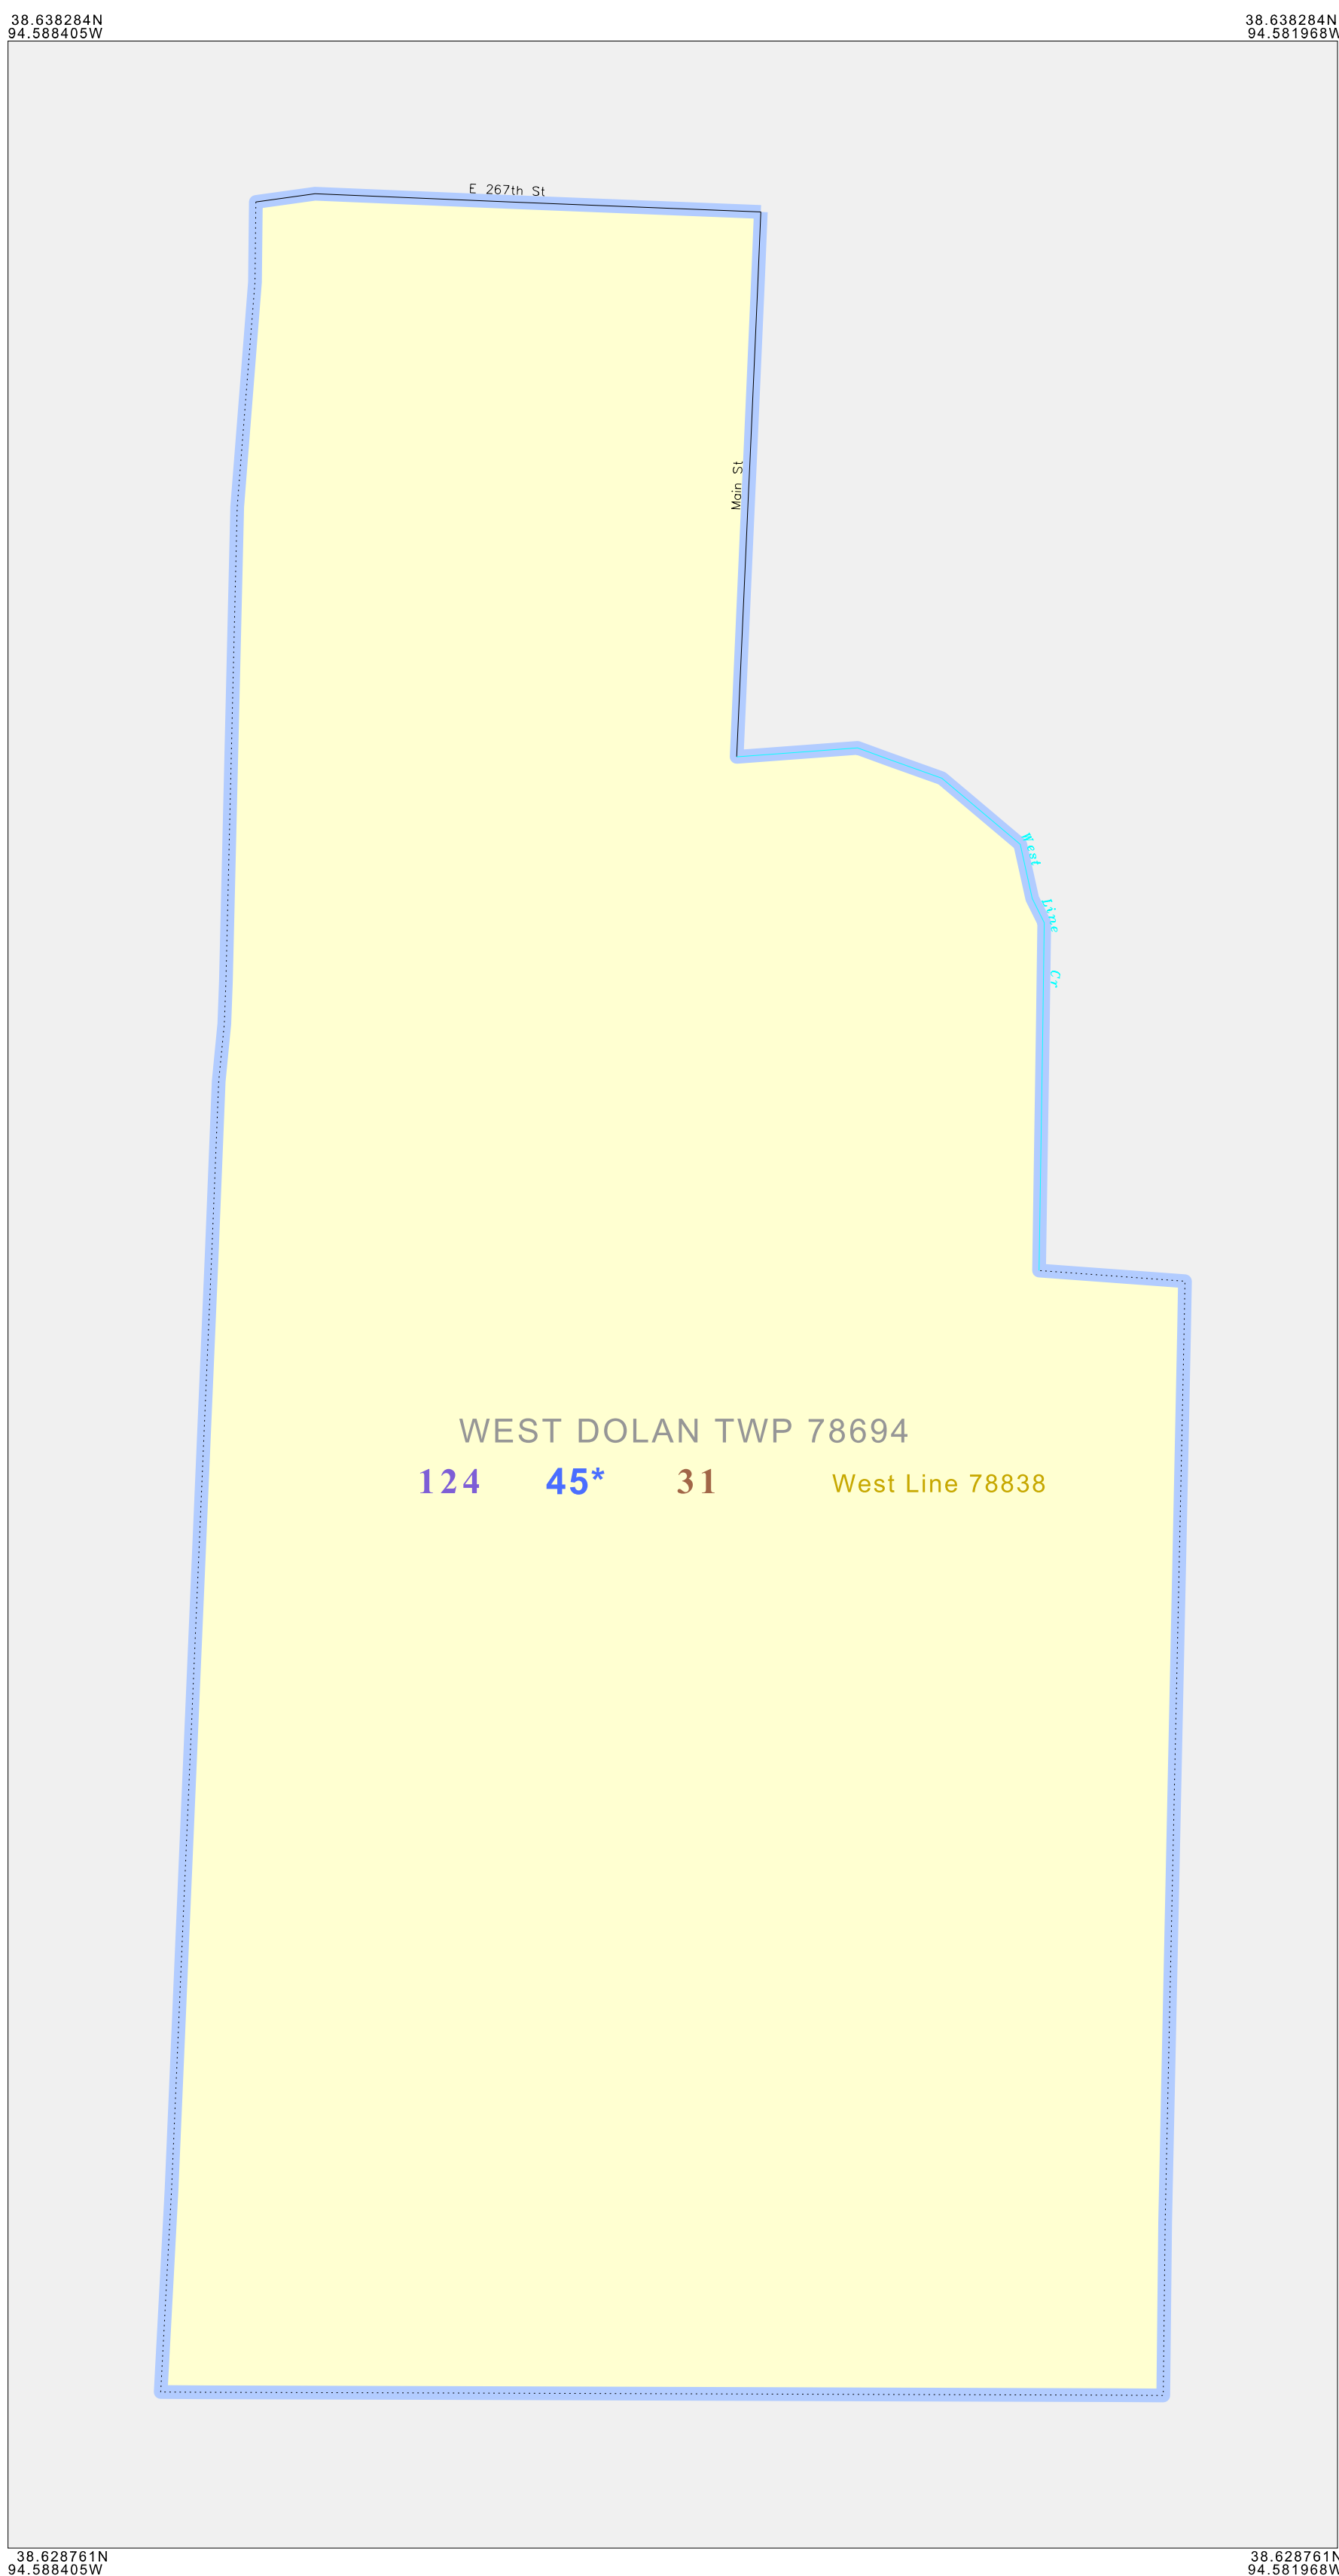 38.638284N
94.588405W
38.638284N
94.581968W
E 267th St
Main St
West Line Cr
WEST DOLAN TWP 78694
124 45* 31 West Line 78838
38.628761N
94.588405W
38.628761N
94.581968W